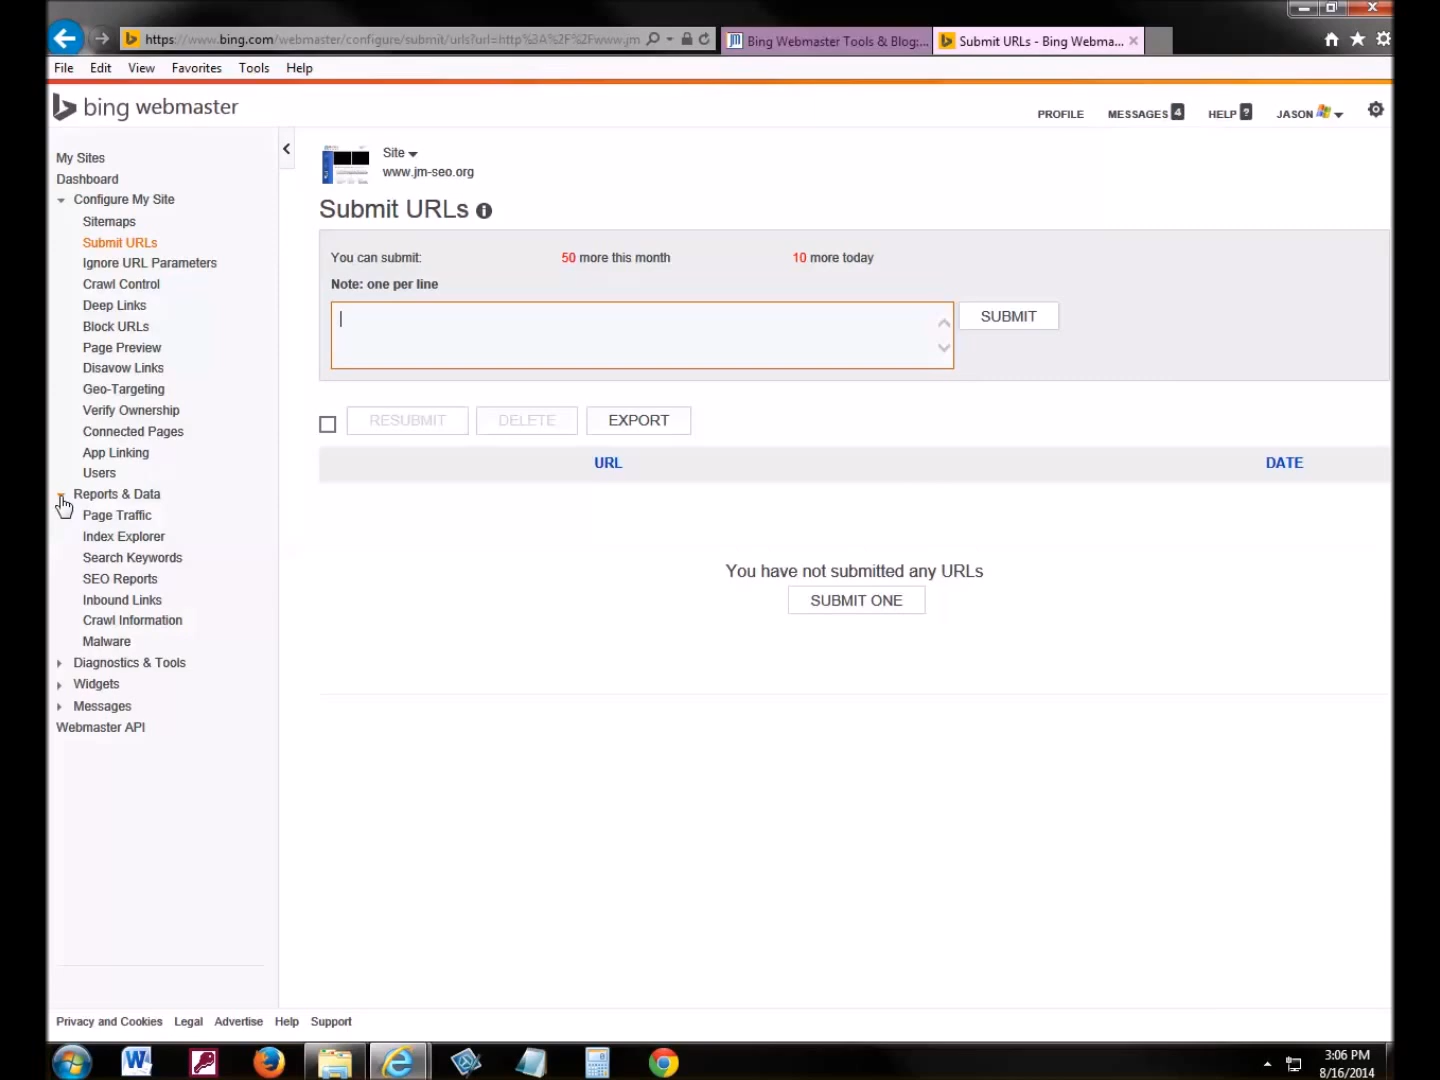 https://www.bing.com/webmaster/configure/submit/urls?url=http%3A%2F%2Fwww.jm
Bing Webmaster Tools & Blog:...
Submit URLs - Bing Webma...
File Edit View Favorites Tools Help
bing webmaster
PROFILE MESSAGES 4 HELP ? JASON
My Sites
Dashboard
Configure My Site
Sitemaps
Submit URLs
Ignore URL Parameters
Crawl Control
Deep Links
Block URLs
Page Preview
Disavow Links
Geo-Targeting
Verify Ownership
Connected Pages
App Linking
Users
Reports & Data
Page Traffic
Index Explorer
Search Keywords
SEO Reports
Inbound Links
Crawl Information
Malware
Diagnostics & Tools
Widgets
Messages
Webmaster API
Site
www.jm-seo.org
Submit URLs
You can submit: 50 more this month 10 more today
Note: one per line
SUBMIT
RESUBMIT DELETE EXPORT
URL DATE
You have not submitted any URLs
SUBMIT ONE
Privacy and Cookies Legal Advertise Help Support
3:06 PM
8/16/2014